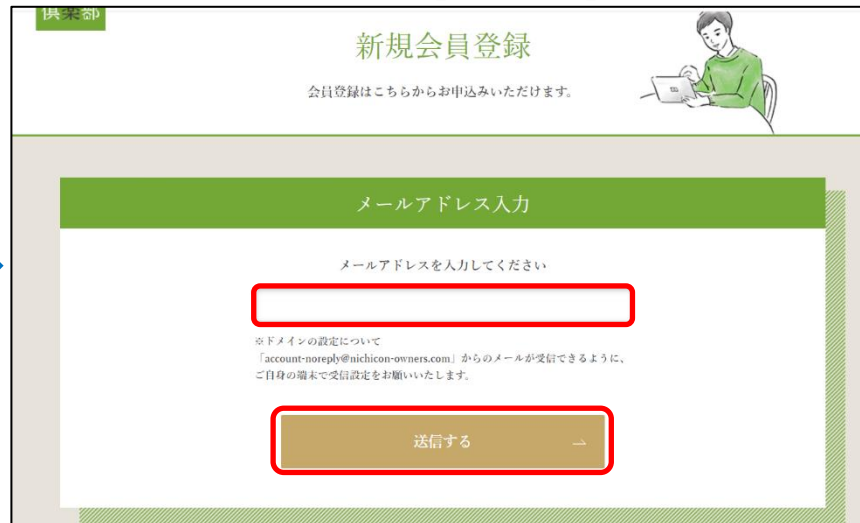 倶楽部
新規会員登録
会員登録はこちらからお申込みいただけます。
メールアドレス入力
メールアドレスを入力してください
※ドメインの設定について
「account-noreply@nichicon-owners.com」からのメールが受信できるように、
ご自身の端末で受信設定をお願いいたします。
送信する